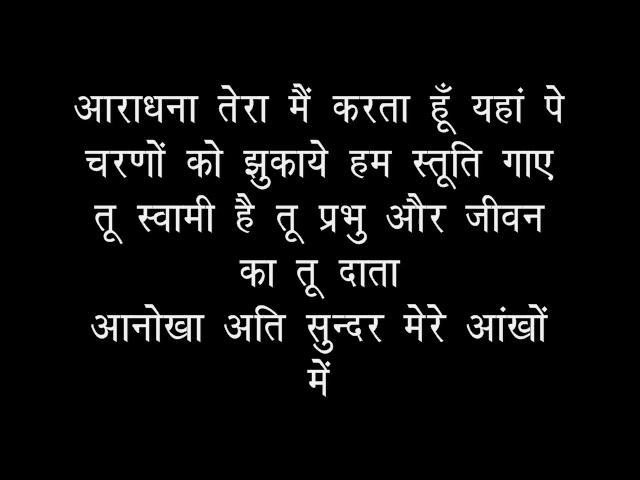 आराधना तेरा मैं करता हूँ यहां पे
चरणों को झुकाये हम स्तूति गाए
तू स्वामी है तू प्रभु और जीवन
का तू दाता
आनोखा अति सुन्दर मेरे आंखों
में